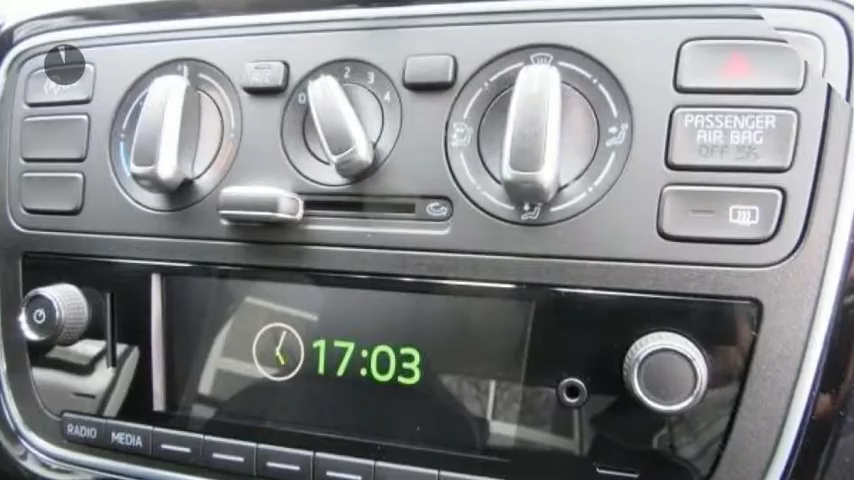 A/C
0 1 2 3 4
PASSENGER
AIR BAG
OFF
17:03
RADIO
MEDIA